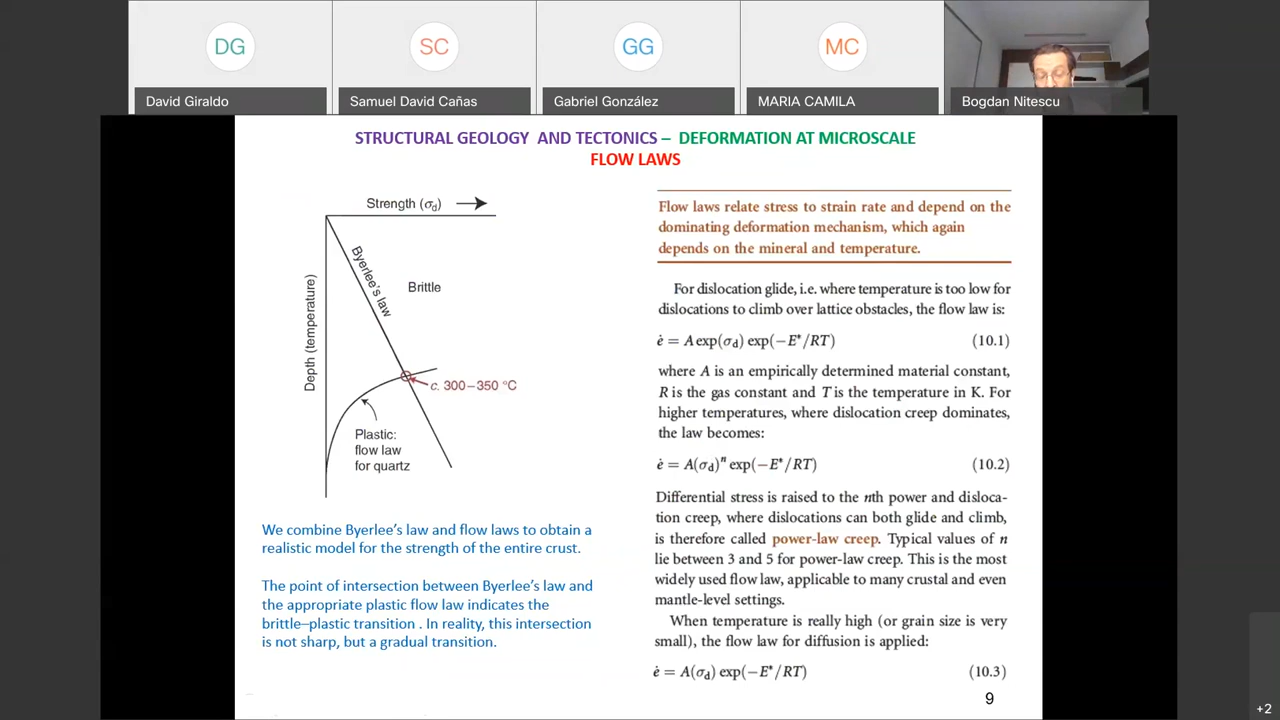 DG
SC
GG
MC
David Giraldo
Samuel David Cañas
Gabriel González
MARIA CAMILA
Bogdan Nitescu
STRUCTURAL GEOLOGY AND TECTONICS – DEFORMATION AT MICROSCALE
FLOW LAWS
Strength (σd)
Depth (temperature)
Byerlee's law
Brittle
c. 300–350 °C
Plastic:
flow law
for quartz
We combine Byerlee's law and flow laws to obtain a
realistic model for the strength of the entire crust.
The point of intersection between Byerlee's law and
the appropriate plastic flow law indicates the
brittle–plastic transition . In reality, this intersection
is not sharp, but a gradual transition.
Flow laws relate stress to strain rate and depend on the
dominating deformation mechanism, which again
depends on the mineral and temperature.
For dislocation glide, i.e. where temperature is too low for
dislocations to climb over lattice obstacles, the flow law is:
ė = A exp(σd) exp(−E*/RT) (10.1)
where A is an empirically determined material constant,
R is the gas constant and T is the temperature in K. For
higher temperatures, where dislocation creep dominates,
the law becomes:
ė = A(σd)ⁿ exp(−E*/RT) (10.2)
Differential stress is raised to the nth power and disloca-
tion creep, where dislocations can both glide and climb,
is therefore called power-law creep. Typical values of n
lie between 3 and 5 for power-law creep. This is the most
widely used flow law, applicable to many crustal and even
mantle-level settings.
When temperature is really high (or grain size is very
small), the flow law for diffusion is applied:
ė = A(σd) exp(−E*/RT) (10.3)
9
+2